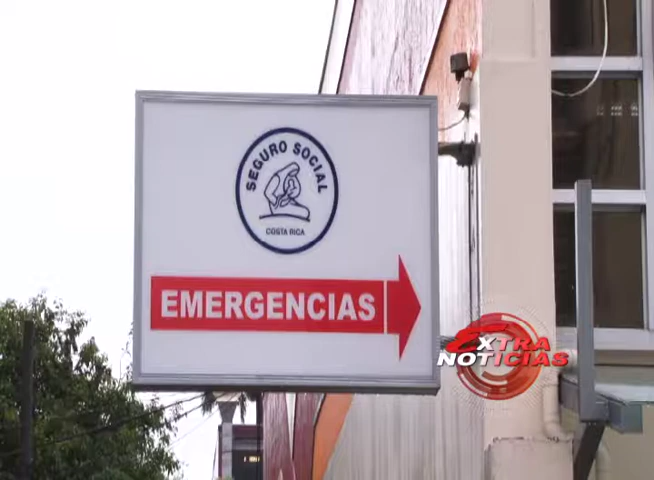 SEGURO SOCIAL
COSTA RICA
EMERGENCIAS
EXTRA
NOTICIAS